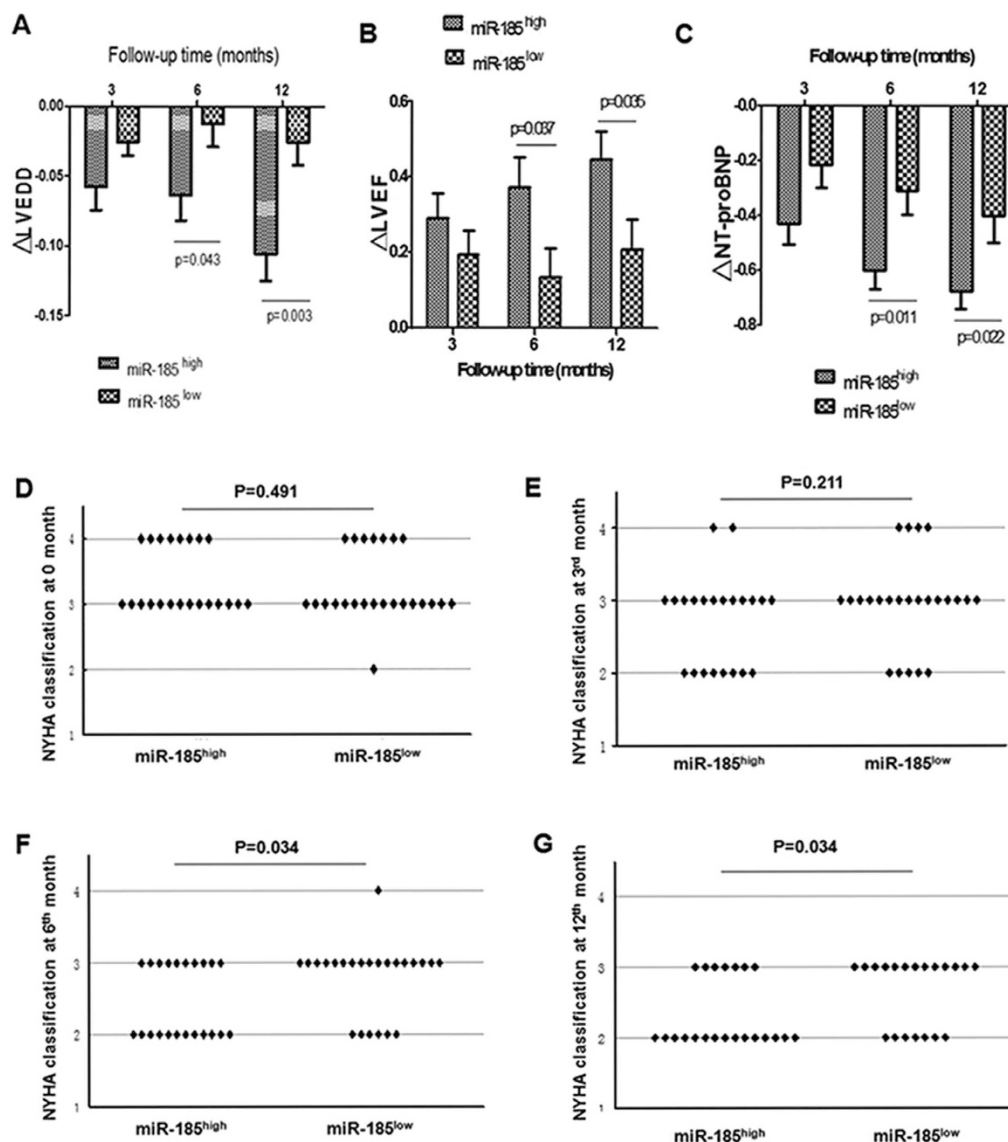 A
Follow-up time (months)
3 6 12
0.00
-0.05
-0.10
-0.15
△LVEDD
p=0.043
p=0.003
miR-185high
miR-185low
B
miR-185high
miR-185low
0.6
0.4
0.2
0.0
△LVEF
p=0.037
p=0.035
3 6 12
Follow-up time (months)
C
Follow-up time (months)
3 6 12
-0.0
-0.2
-0.4
-0.6
-0.8
△NT-proBNP
p=0.011
p=0.022
miR-185high
miR-185low
D
P=0.491
NYHA classification at 0 month
4
3
2
1
miR-185high miR-185low
E
P=0.211
NYHA classification at 3rd month
4
3
2
1
miR-185high miR-185low
F
P=0.034
NYHA classification at 6th month
4
3
2
1
miR-185high miR-185low
G
P=0.034
NYHA classification at 12th month
4
3
2
1
miR-185high miR-185low